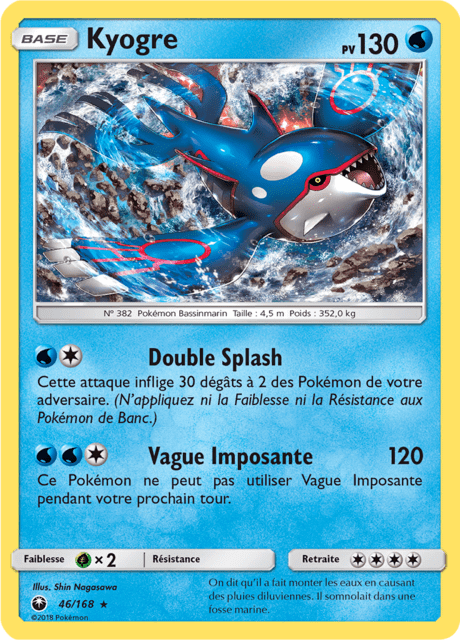 BASE Kyogre PV 130
N° 382 Pokémon Bassinmarin Taille : 4,5 m Poids : 352,0 kg
Double Splash
Cette attaque inflige 30 dégâts à 2 des Pokémon de votre
adversaire. (N'appliquez ni la Faiblesse ni la Résistance aux
Pokémon de Banc.)
Vague Imposante 120
Ce Pokémon ne peut pas utiliser Vague Imposante
pendant votre prochain tour.
Faiblesse ×2 Résistance Retraite
Illus. Shin Nagasawa
46/168 ★
©2018 Pokémon
On dit qu'il a fait monter les eaux en causant
des pluies diluviennes. Il somnolait dans une
fosse marine.